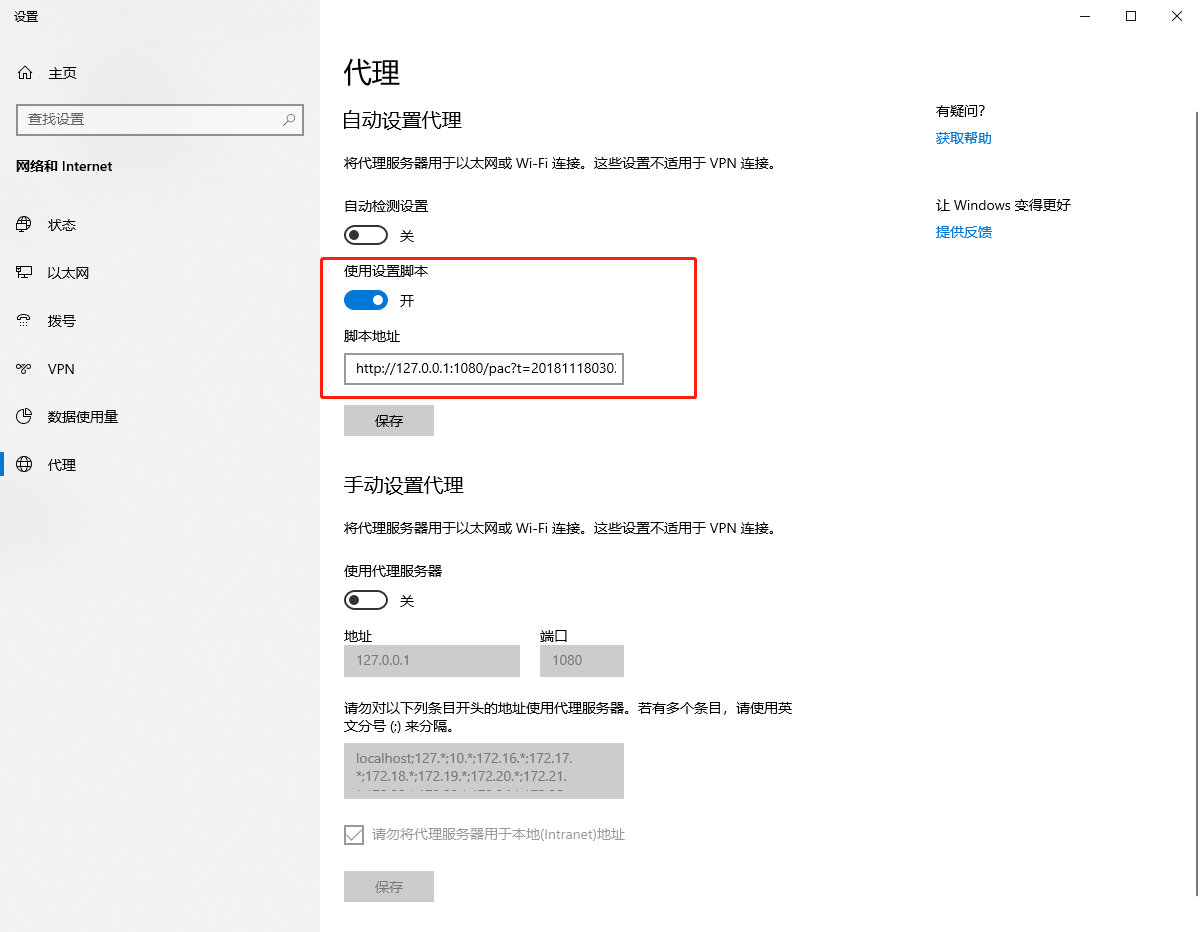 设置
主页
查找设置
网络和 Internet
状态
以太网
拨号
VPN
数据使用量
代理
代理
自动设置代理
将代理服务器用于以太网或 Wi-Fi 连接。这些设置不适用于 VPN 连接。
自动检测设置
关
使用设置脚本
开
脚本地址
http://127.0.0.1:1080/pac?t=20181118030
保存
手动设置代理
将代理服务器用于以太网或 Wi-Fi 连接。这些设置不适用于 VPN 连接。
使用代理服务器
关
地址 端口
127.0.0.1 1080
请勿对以下列条目开头的地址使用代理服务器。若有多个条目，请使用英
文分号 (;) 来分隔。
localhost;127.*;10.*;172.16.*;172.17.
*;172.18.*;172.19.*;172.20.*;172.21.
请勿将代理服务器用于本地(Intranet)地址
保存
有疑问?
获取帮助
让 Windows 变得更好
提供反馈